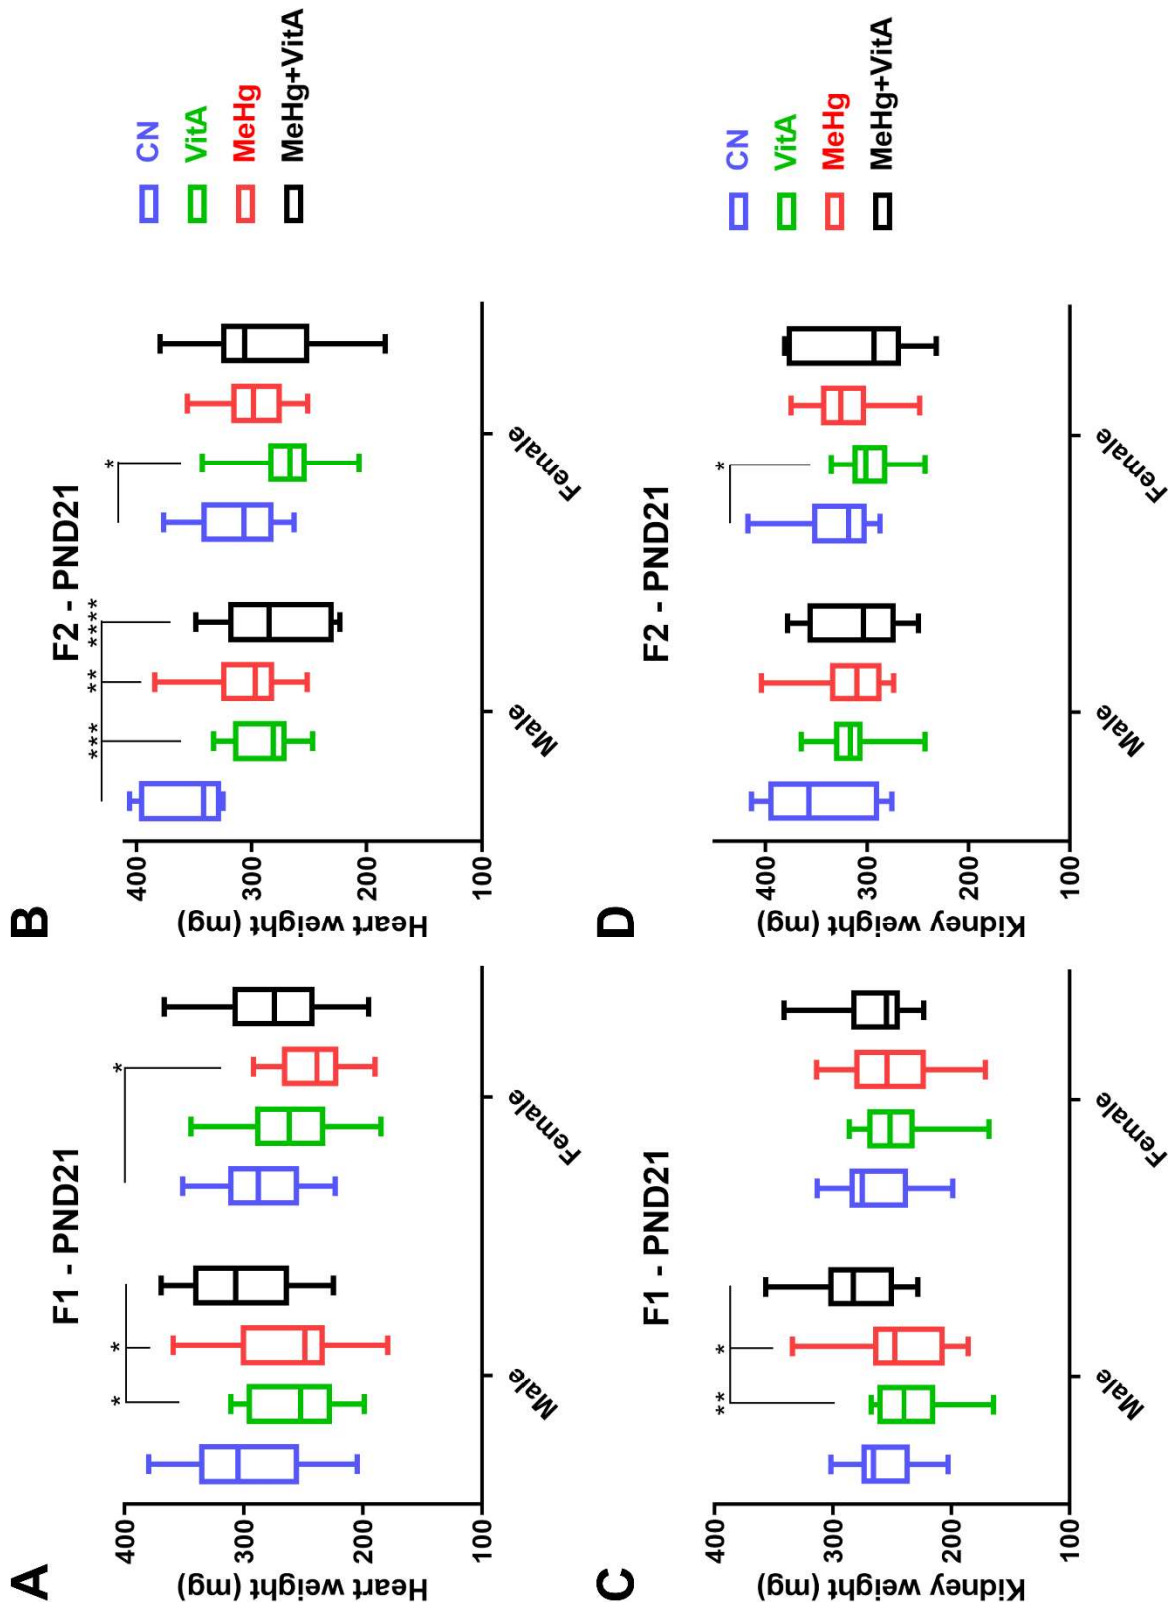 A
F1 - PND21
Heart weight (mg)
400
300
200
100
*
*
*
Male
Female
B
F2 - PND21
Heart weight (mg)
400
300
200
100
***
**
****
*
Male
Female
CN
VitA
MeHg
MeHg+VitA
C
F1 - PND21
Kidney weight (mg)
400
300
200
100
**
*
Male
Female
D
F2 - PND21
Kidney weight (mg)
400
300
200
100
*
Male
Female
CN
VitA
MeHg
MeHg+VitA